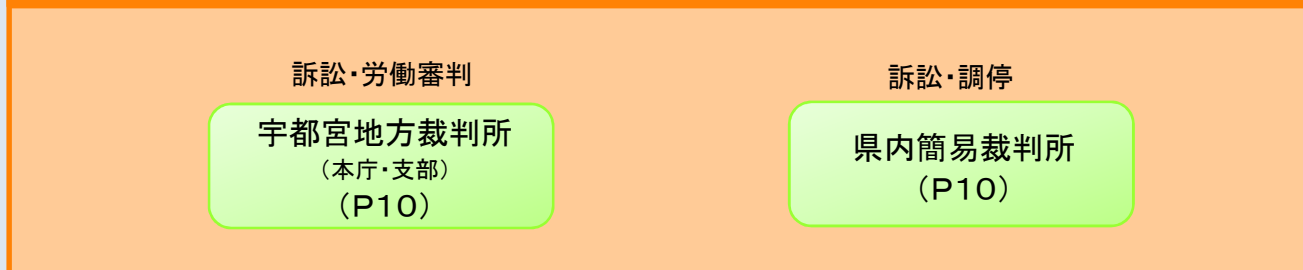 訴訟・労働審判
宇都宮地方裁判所
（本庁・支部）
（Ｐ１０）
訴訟・調停
県内簡易裁判所
（Ｐ１０）